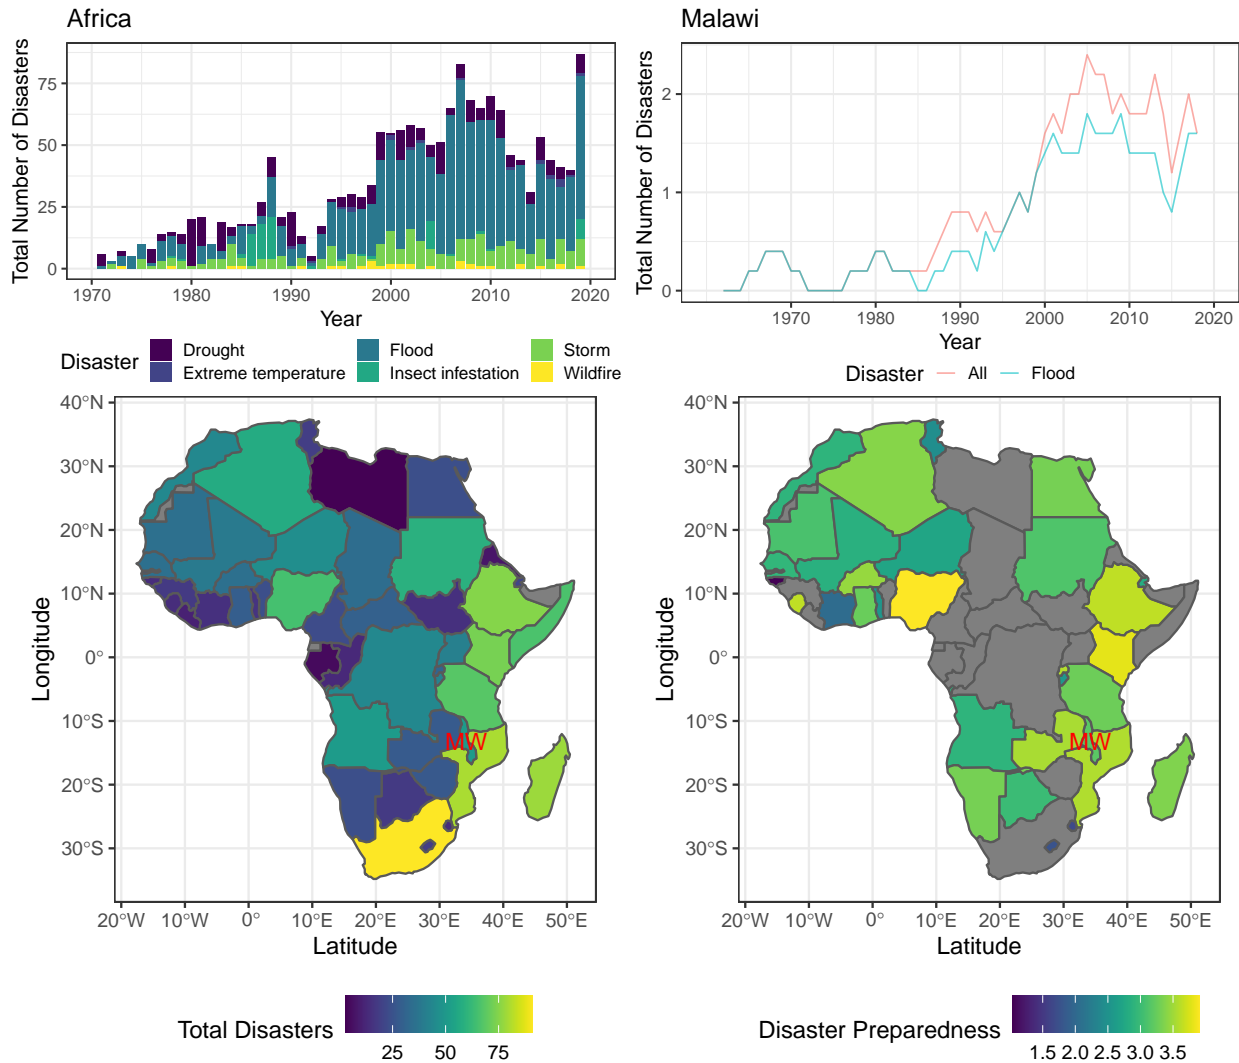 Africa
Total Number of Disasters
75
50
25
0
1970 1980 1990 2000 2010 2020
Year
Disaster
Drought Flood Storm
Extreme temperature Insect infestation Wildfire
Malawi
Total Number of Disasters
2
1
0
1970 1980 1990 2000 2010 2020
Year
Disaster All Flood
Longitude
40°N
30°N
20°N
10°N
0°
10°S
20°S
30°S
MW
20°W 10°W 0° 10°E 20°E 30°E 40°E 50°E
Latitude
Total Disasters
25 50 75
Longitude
40°N
30°N
20°N
10°N
0°
10°S
20°S
30°S
MW
20°W 10°W 0° 10°E 20°E 30°E 40°E 50°E
Latitude
Disaster Preparedness
1.5 2.0 2.5 3.0 3.5